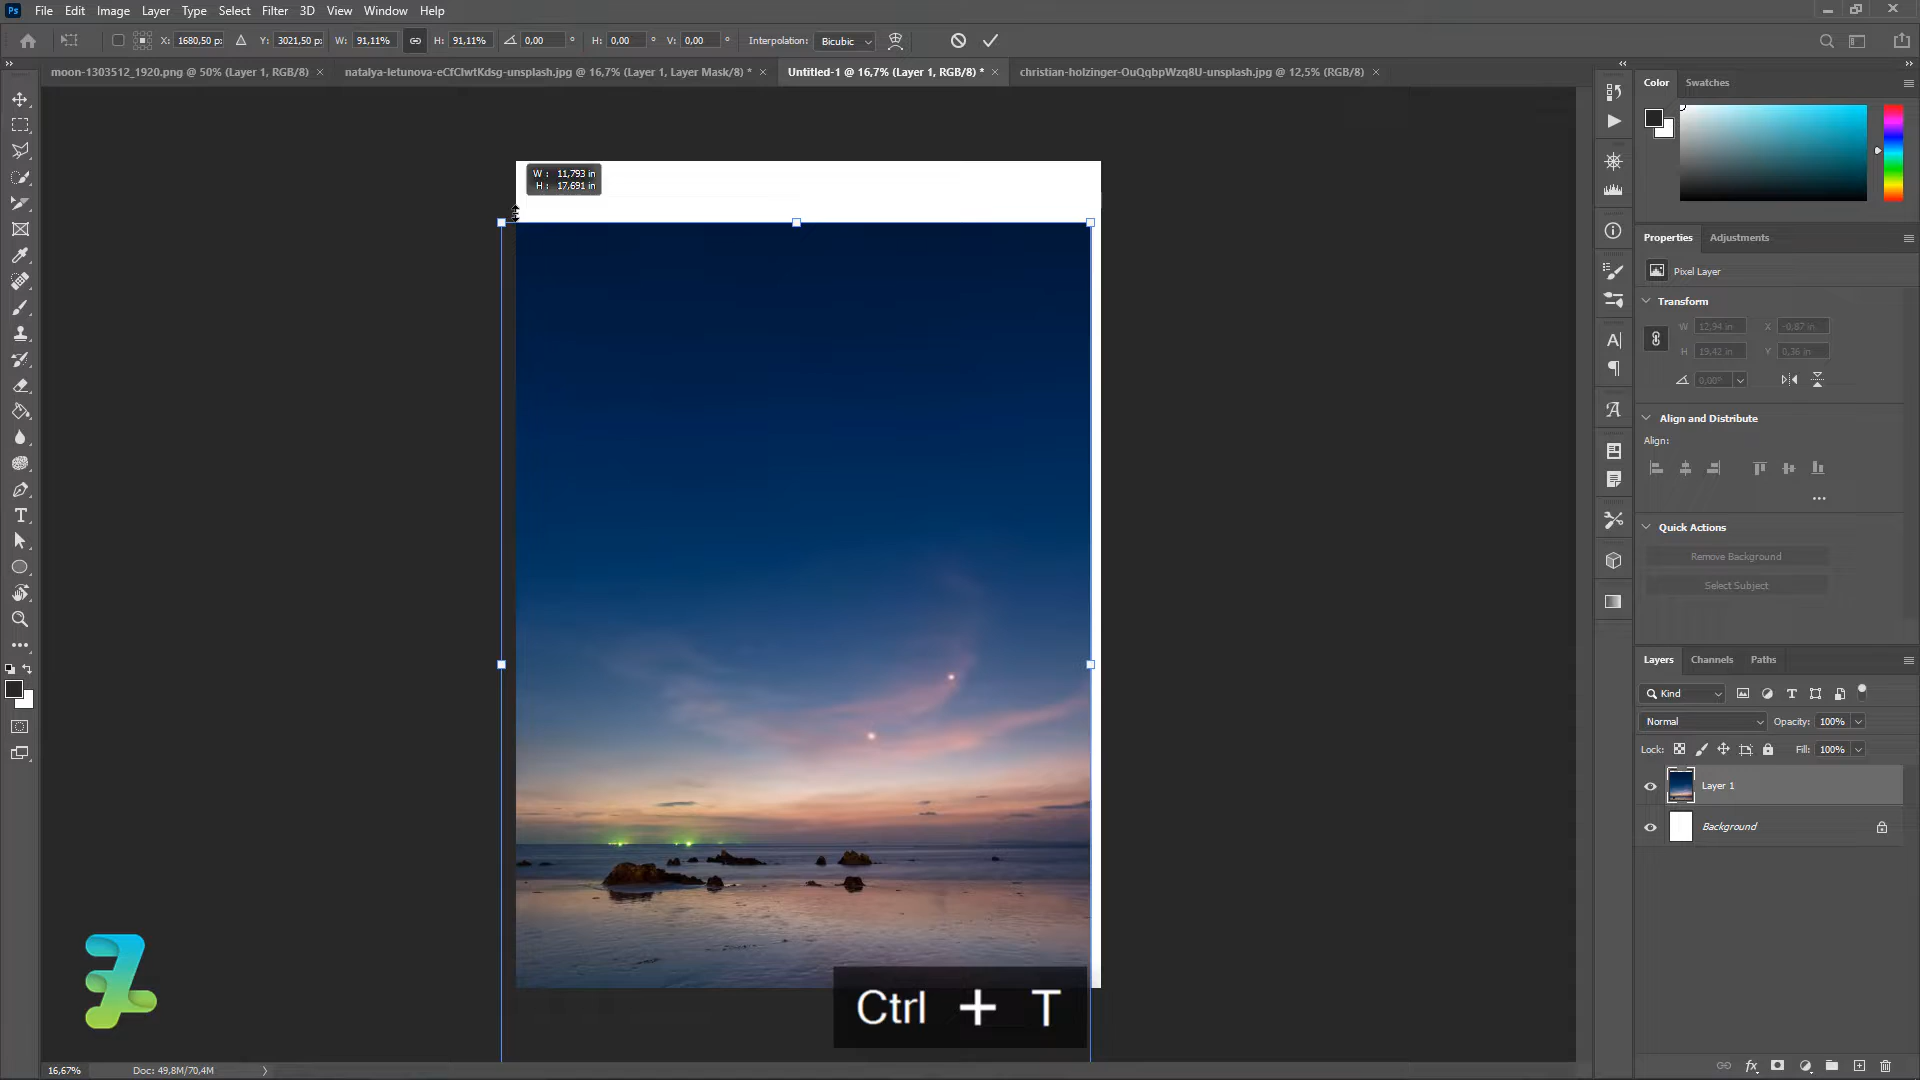 Ps File Edit Image Layer Type Select Filter 3D View Window Help
X: 1680,50 px Y: 3021,50 px W: 91,11% H: 91,11% 0,00 ° H: 0,00 ° V: 0,00 ° Interpolation: Bicubic
moon-1303512_1920.png @ 50% (Layer 1, RGB/8) × natalya-letunova-eCfClwtKdsg-unsplash.jpg @ 16,7% (Layer 1, Layer Mask/8) * × Untitled-1 @ 16,7% (Layer 1, RGB/8) * × christian-holzinger-OuQqbpWzq8U-unsplash.jpg @ 12,5% (RGB/8) ×
Color Swatches
W : 11,793 in
H : 17,691 in
Properties Adjustments
Pixel Layer
Transform
W 12,94 in X -0,87 in
H 19,42 in Y 0,36 in
0,00°
Align and Distribute
Align:
Quick Actions
Remove Background
Select Subject
Layers Channels Paths
Kind
Normal Opacity: 100%
Lock: Fill: 100%
Layer 1
Background
Ctrl + T
16,67% Doc: 49,8M/70,4M